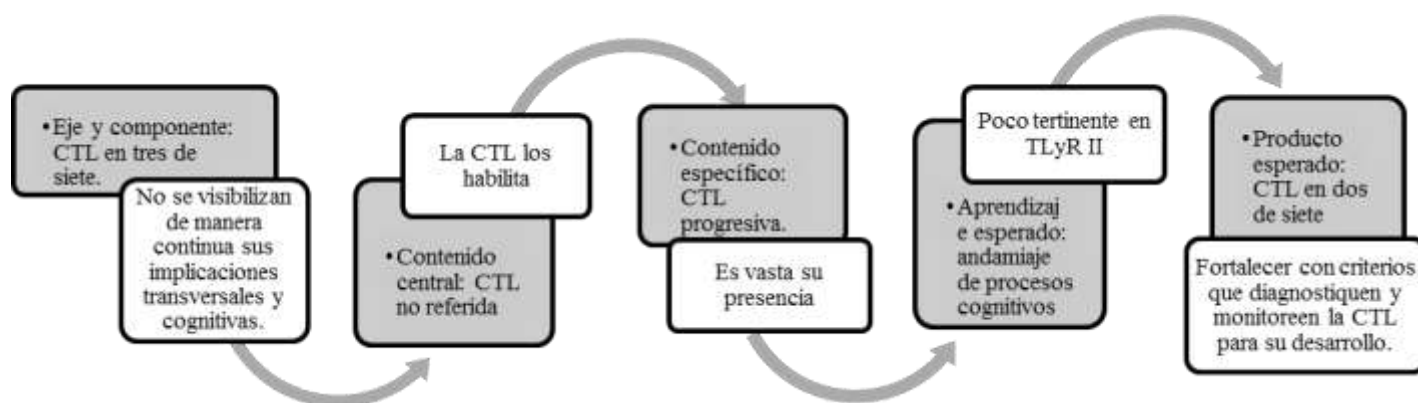 •Eje y componente:
CTL en tres de
siete.
No se visibilizan
de manera
continua sus
implicaciones
transversales y
cognitivas.
La CTL los
habilita
•Contenido
central: CTL
no referida
•Contenido
específico:
CTL
progresiva.
Es vasta su
presencia
Poco tertinente en
TLyR II
•Aprendizaj
e esperado:
andamiaje
de procesos
cognitivos
•Producto
esperado:
CTL en dos
de siete
Fortalecer con criterios
que diagnostiquen y
monitoreen la CTL
para su desarrollo.